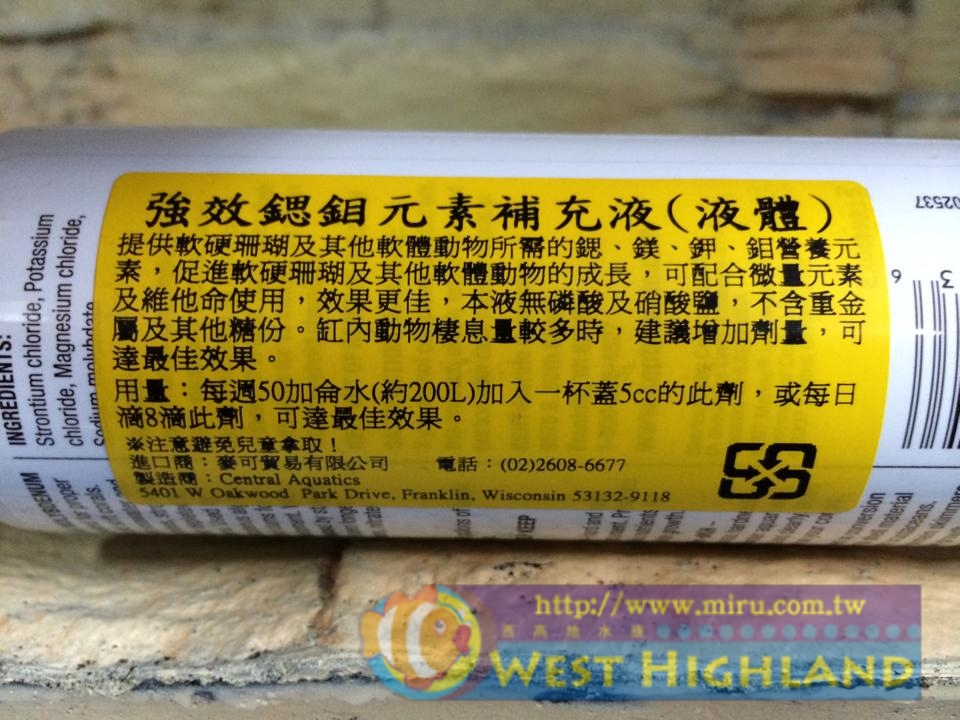 強效鍶鉬元素補充液(液體)
提供軟硬珊瑚及其他軟體動物所需的鍶、鎂、鉀、鉬營養元
素，促進軟硬珊瑚及其他軟體動物的成長，可配合微量元素
及維他命使用，效果更佳，本液無磷酸及硝酸鹽，不含重金
屬及其他糖份。缸內動物棲息量較多時，建議增加劑量，可
達最佳效果。
用量：每週50加侖水(約200L)加入一杯蓋5cc的此劑，或每日
滴8滴此劑，可達最佳效果。
※注意避免兒童拿取！
進口商：麥可貿易有限公司 電話：(02)2608-6677
製造商：Central Aquatics
5401 W Oakwood Park Drive, Franklin, Wisconsin 53132-9118
INGREDIENTS:
Strontium chloride, Potassium
chloride, Magnesium chloride,
Sodium molybdate
02537
http://www.miru.com.tw
西高地水族
WEST HIGHLAND